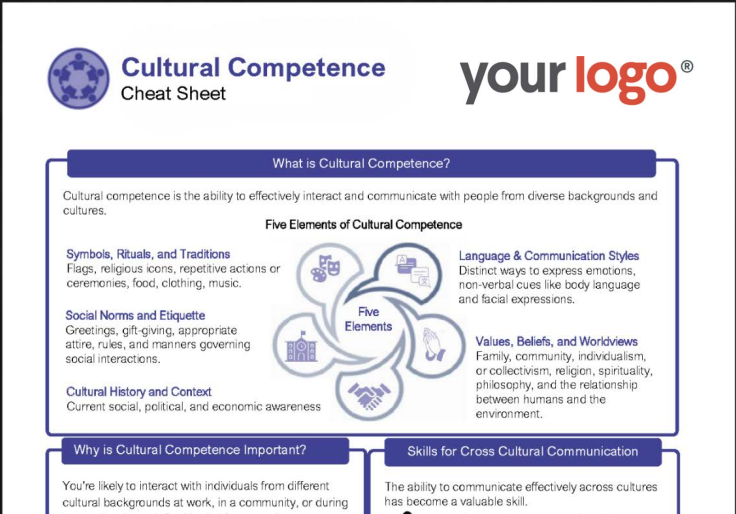 Cultural Competence
Cheat Sheet
your logo®
What is Cultural Competence?
Cultural competence is the ability to effectively interact and communicate with people from diverse backgrounds and
cultures.
Five Elements of Cultural Competence
Symbols, Rituals, and Traditions
Flags, religious icons, repetitive actions or
ceremonies, food, clothing, music.
Social Norms and Etiquette
Greetings, gift-giving, appropriate
attire, rules, and manners governing
social interactions.
Cultural History and Context
Current social, political, and economic awareness
Five
Elements
Language & Communication Styles
Distinct ways to express emotions,
non-verbal cues like body language
and facial expressions.
Values, Beliefs, and Worldviews
Family, community, individualism,
or collectivism, religion, spirituality,
philosophy, and the relationship
between humans and the
environment.
Why is Cultural Competence Important?
You're likely to interact with individuals from different
cultural backgrounds at work, in a community, or during
Skills for Cross Cultural Communication
The ability to communicate effectively across cultures
has become a valuable skill.